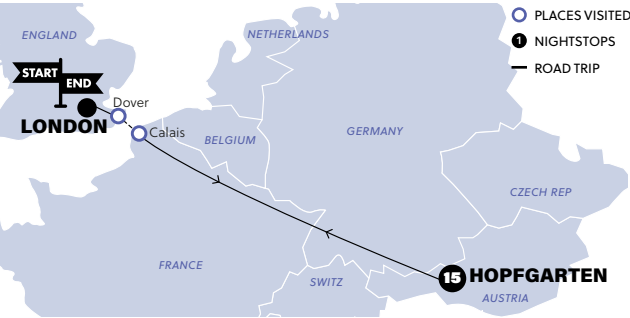 PLACES VISITED
1 NIGHTSTOPS
ROAD TRIP
ENGLAND
NETHERLANDS
START
END
Dover
LONDON
Calais
BELGIUM
GERMANY
CZECH REP
FRANCE
SWITZ
15 HOPFGARTEN
AUSTRIA